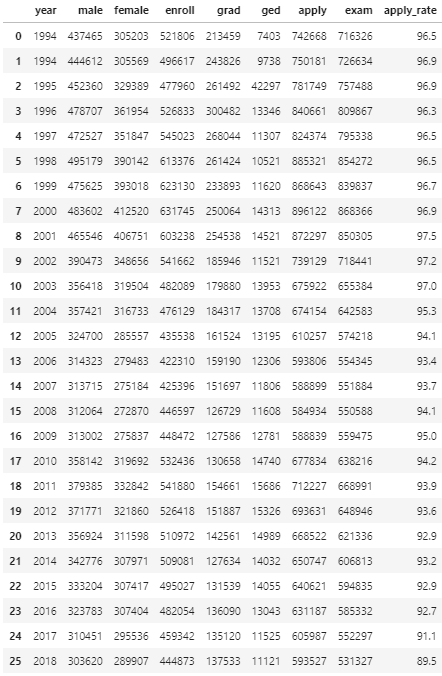 year male female enroll grad ged apply exam apply_rate
0 1994 437465 305203 521806 213459 7403 742668 716326 96.5
1 1994 444612 305569 496617 243826 9738 750181 726634 96.9
2 1995 452360 329389 477960 261492 42297 781749 757488 96.9
3 1996 478707 361954 526833 300482 13346 840661 809867 96.3
4 1997 472527 351847 545023 268044 11307 824374 795338 96.5
5 1998 495179 390142 613376 261424 10521 885321 854272 96.5
6 1999 475625 393018 623130 233893 11620 868643 839837 96.7
7 2000 483602 412520 631745 250064 14313 896122 868366 96.9
8 2001 465546 406751 603238 254538 14521 872297 850305 97.5
9 2002 390473 348656 541662 185946 11521 739129 718441 97.2
10 2003 356418 319504 482089 179880 13953 675922 655384 97.0
11 2004 357421 316733 476129 184317 13708 674154 642583 95.3
12 2005 324700 285557 435538 161524 13195 610257 574218 94.1
13 2006 314323 279483 422310 159190 12306 593806 554345 93.4
14 2007 313715 275184 425396 151697 11806 588899 551884 93.7
15 2008 312064 272870 446597 126729 11608 584934 550588 94.1
16 2009 313002 275837 448472 127586 12781 588839 559475 95.0
17 2010 358142 319692 532436 130658 14740 677834 638216 94.2
18 2011 379385 332842 541880 154661 15686 712227 668991 93.9
19 2012 371771 321860 526418 151887 15326 693631 648946 93.6
20 2013 356924 311598 510972 142561 14989 668522 621336 92.9
21 2014 342776 307971 509081 127634 14032 650747 606813 93.2
22 2015 333204 307417 495027 131539 14055 640621 594835 92.9
23 2016 323783 307404 482054 136090 13043 631187 585332 92.7
24 2017 310451 295536 459342 135120 11525 605987 552297 91.1
25 2018 303620 289907 444873 137533 11121 593527 531327 89.5